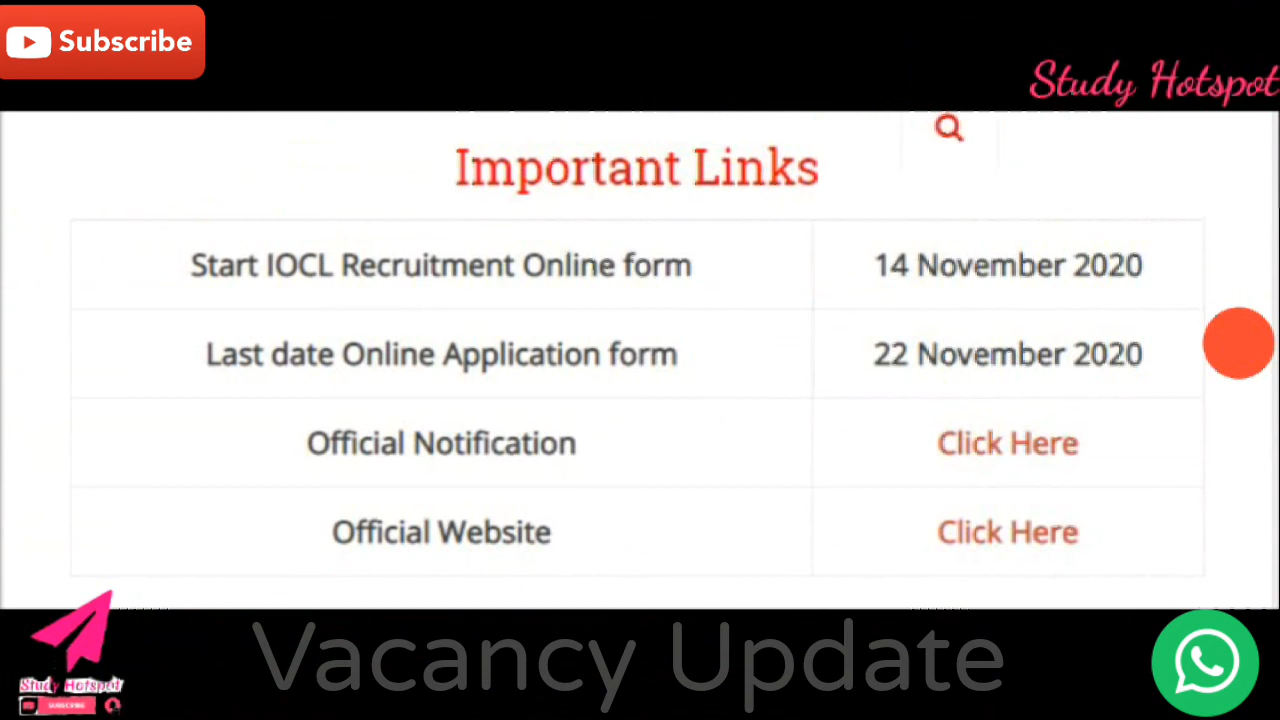 Subscribe
Study Hotspot
Important Links
Start IOCL Recruitment Online form 14 November 2020
Last date Online Application form 22 November 2020
Official Notification Click Here
Official Website Click Here
Vacancy Update
Study Hotspot
SUBSCRIBE